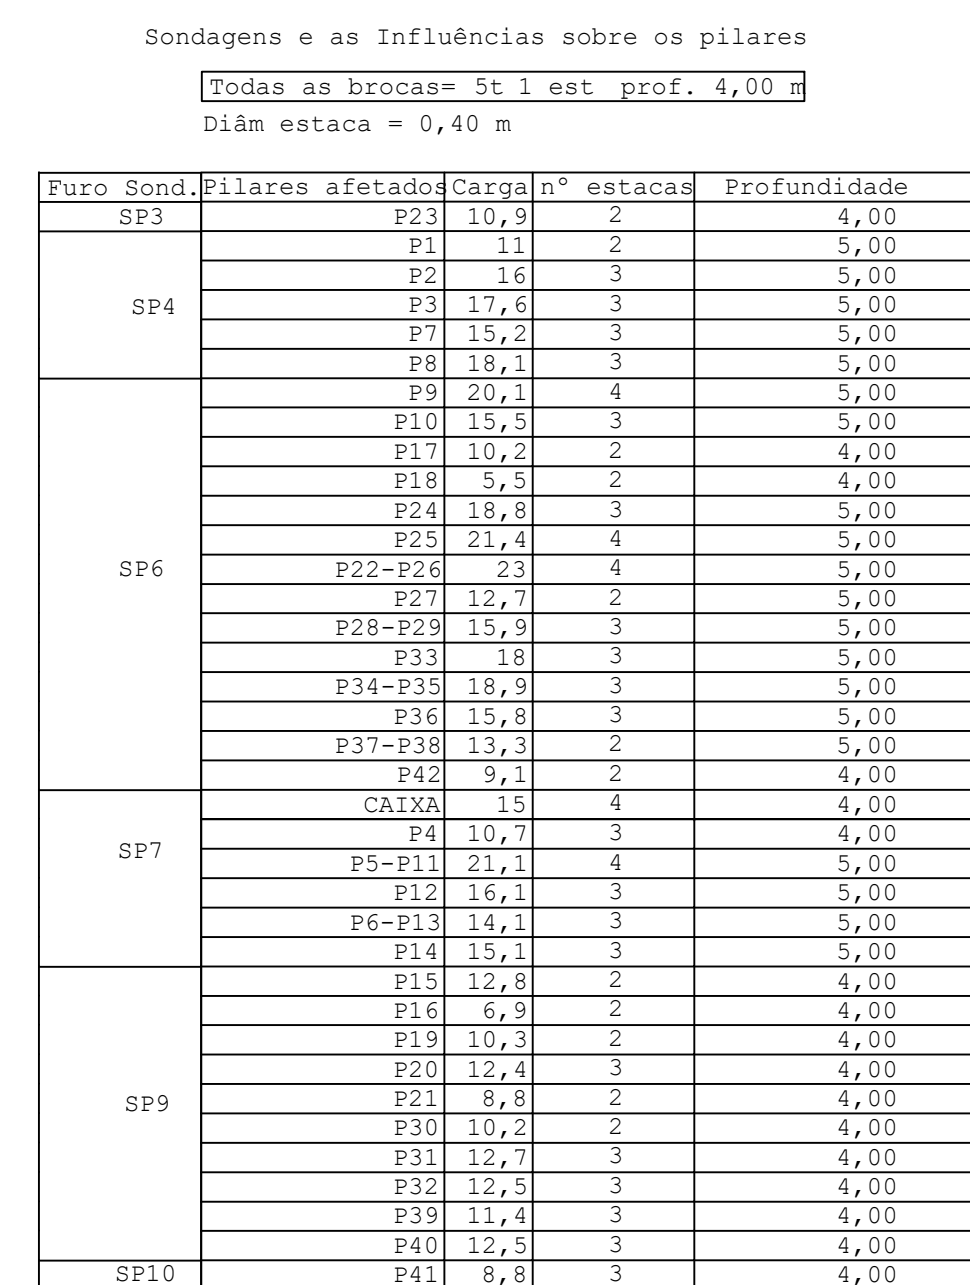 Sondagens e as Influências sobre os pilares
Todas as brocas= 5t 1 est prof. 4,00 m
Diâm estaca = 0,40 m
Furo Sond. Pilares afetados Carga nº estacas Profundidade
SP3 P23 10,9 2 4,00
P1 11 2 5,00
P2 16 3 5,00
SP4 P3 17,6 3 5,00
P7 15,2 3 5,00
P8 18,1 3 5,00
P9 20,1 4 5,00
P10 15,5 3 5,00
P17 10,2 2 4,00
P18 5,5 2 4,00
P24 18,8 3 5,00
P25 21,4 4 5,00
SP6 P22-P26 23 4 5,00
P27 12,7 2 5,00
P28-P29 15,9 3 5,00
P33 18 3 5,00
P34-P35 18,9 3 5,00
P36 15,8 3 5,00
P37-P38 13,3 2 5,00
P42 9,1 2 4,00
CAIXA 15 4 4,00
P4 10,7 3 4,00
SP7 P5-P11 21,1 4 5,00
P12 16,1 3 5,00
P6-P13 14,1 3 5,00
P14 15,1 3 5,00
P15 12,8 2 4,00
P16 6,9 2 4,00
P19 10,3 2 4,00
P20 12,4 3 4,00
SP9 P21 8,8 2 4,00
P30 10,2 2 4,00
P31 12,7 3 4,00
P32 12,5 3 4,00
P39 11,4 3 4,00
P40 12,5 3 4,00
SP10 P41 8,8 3 4,00